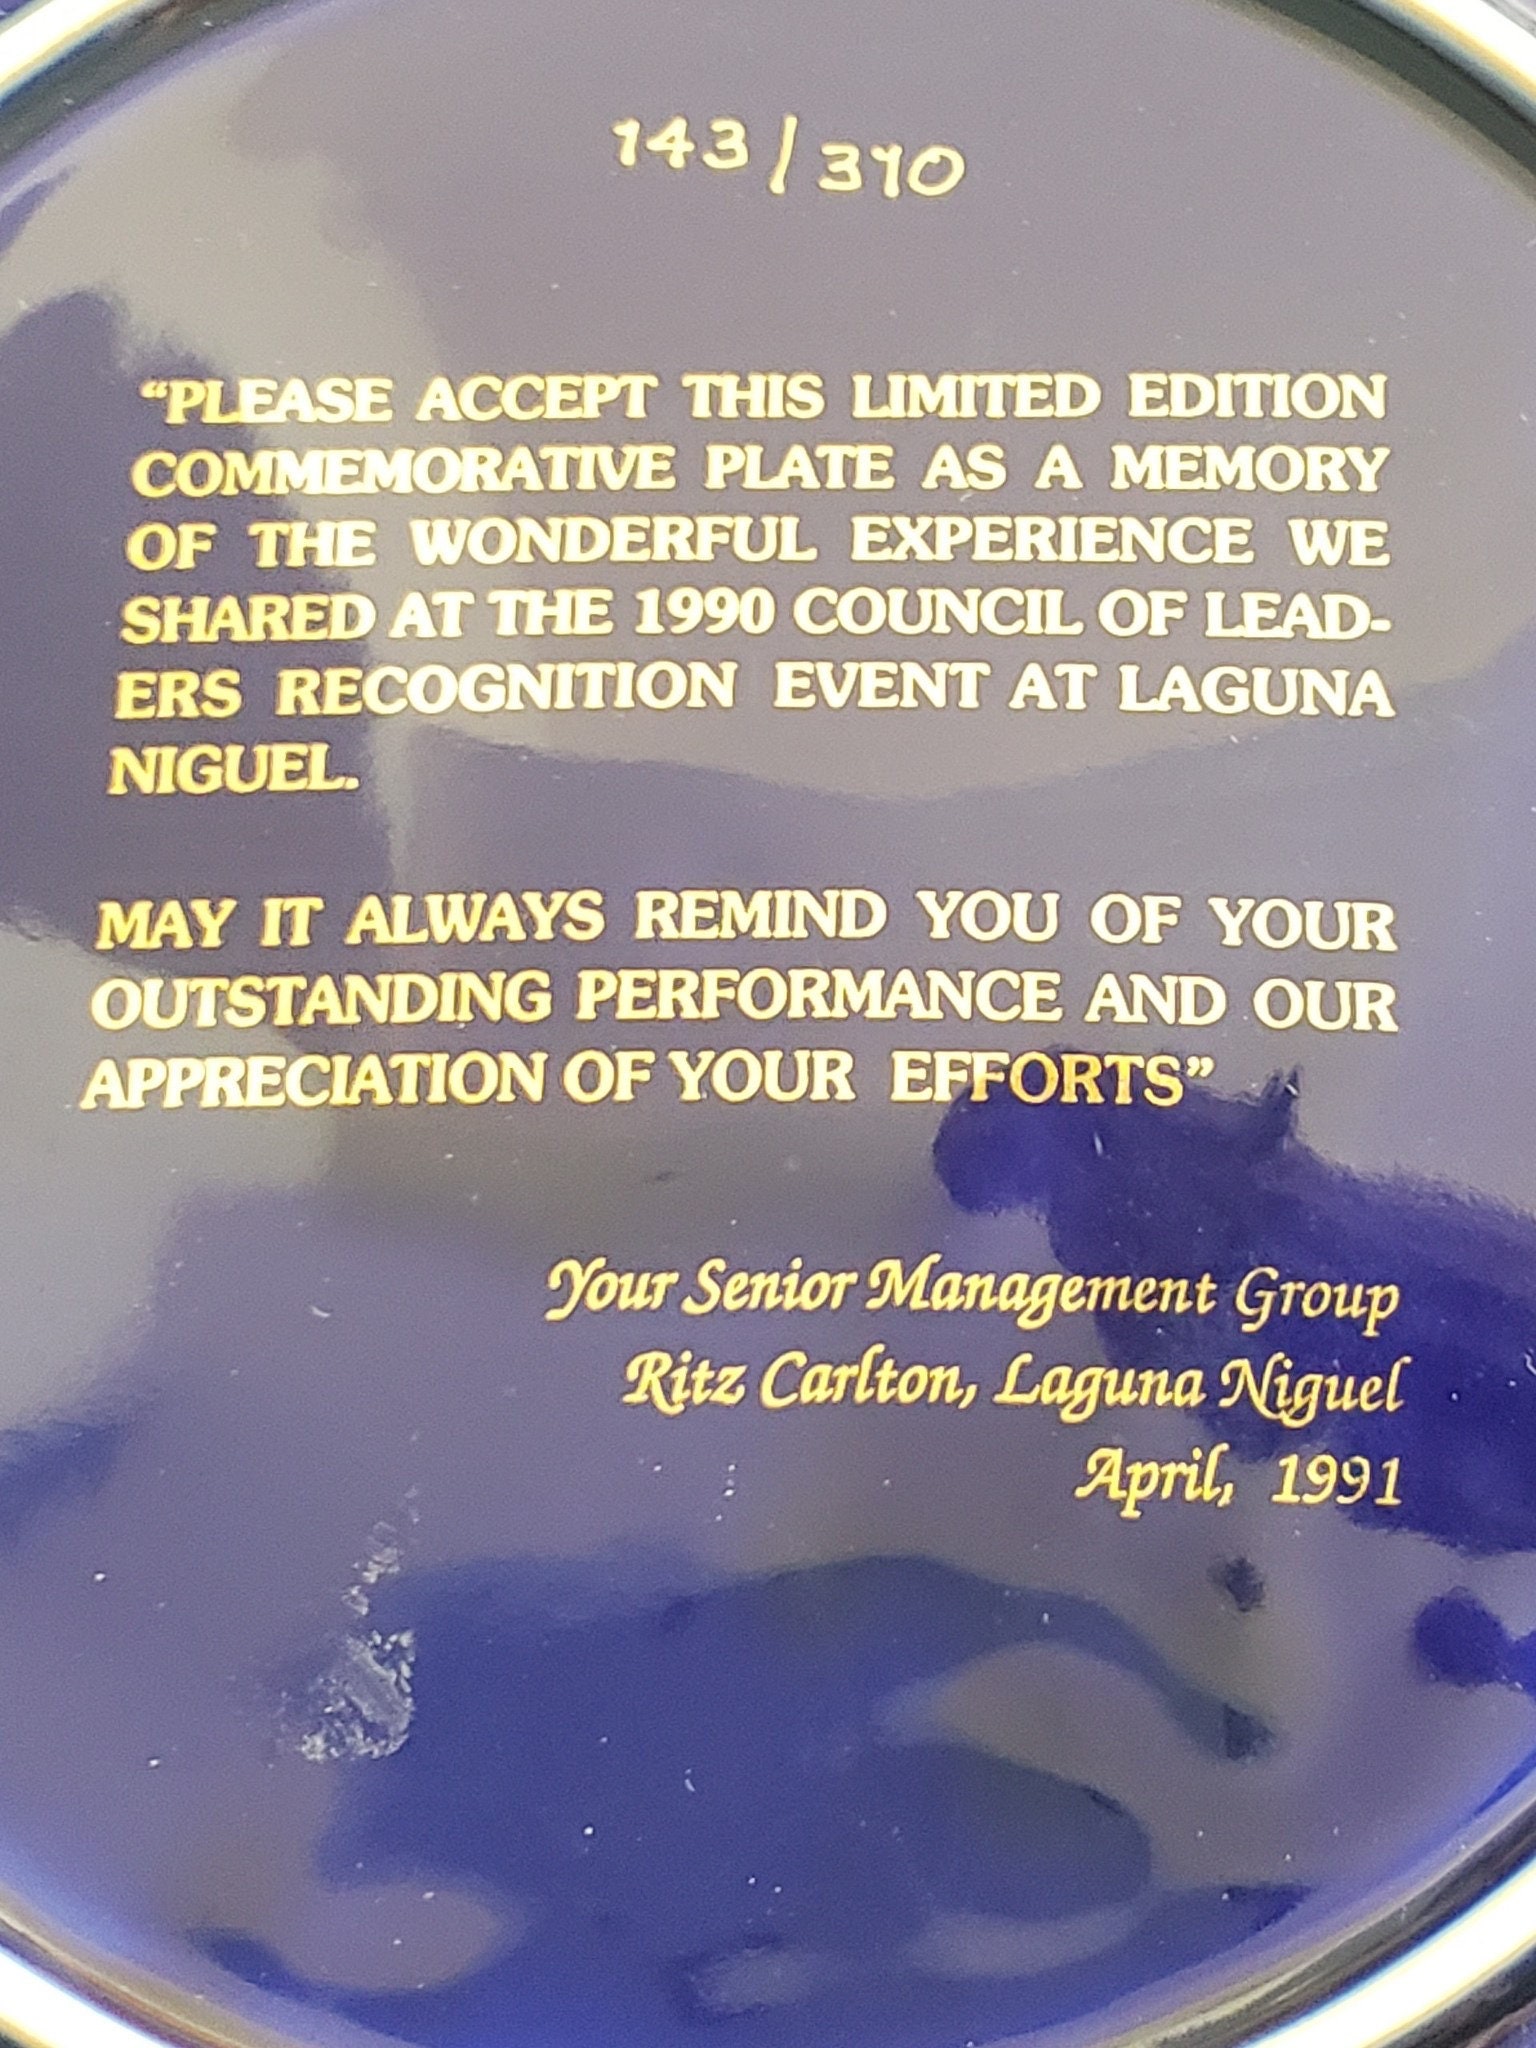 143/370
“PLEASE ACCEPT THIS LIMITED EDITION
COMMEMORATIVE PLATE AS A MEMORY
OF THE WONDERFUL EXPERIENCE WE
SHARED AT THE 1990 COUNCIL OF LEAD-
ERS RECOGNITION EVENT AT LAGUNA
NIGUEL.
MAY IT ALWAYS REMIND YOU OF YOUR
OUTSTANDING PERFORMANCE AND OUR
APPRECIATION OF YOUR EFFORTS”
Your Senior Management Group
Ritz Carlton, Laguna Niguel
April, 1991